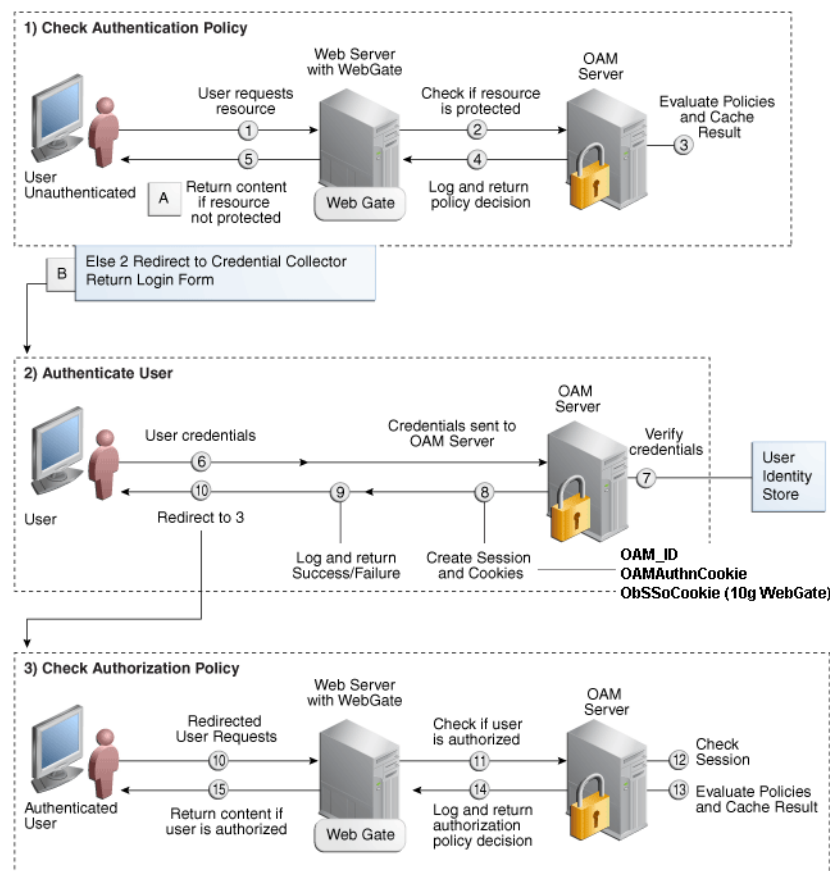 1) Check Authentication Policy
Web Server
with WebGate
OAM
Server
User requests
resource
Check if resource
is protected
Evaluate Policies
and Cache
Result
1
2
3
5
4
User
Unauthenticated
A
Return content
if resource
not protected
Web Gate
Log and return
policy decision
B
Else 2 Redirect to Credential Collector
Return Login Form
2) Authenticate User
OAM
Server
User credentials
Credentials sent to
OAM Server
Verify
credentials
6
7
User
Identity
Store
10
9
8
User
Redirect to 3
Log and return
Success/Failure
Create Session
and Cookies
OAM_ID
OAMAuthnCookie
ObSSoCookie (10g WebGate)
3) Check Authorization Policy
Web Server
with WebGate
OAM
Server
Redirected
User Requests
Check if user
is authorized
10
11
12
Check
Session
15
14
13
Evaluate Policies
and Cache Result
Authenticated
User
Return content if
user is authorized
Web Gate
Log and return
authorization
policy decision